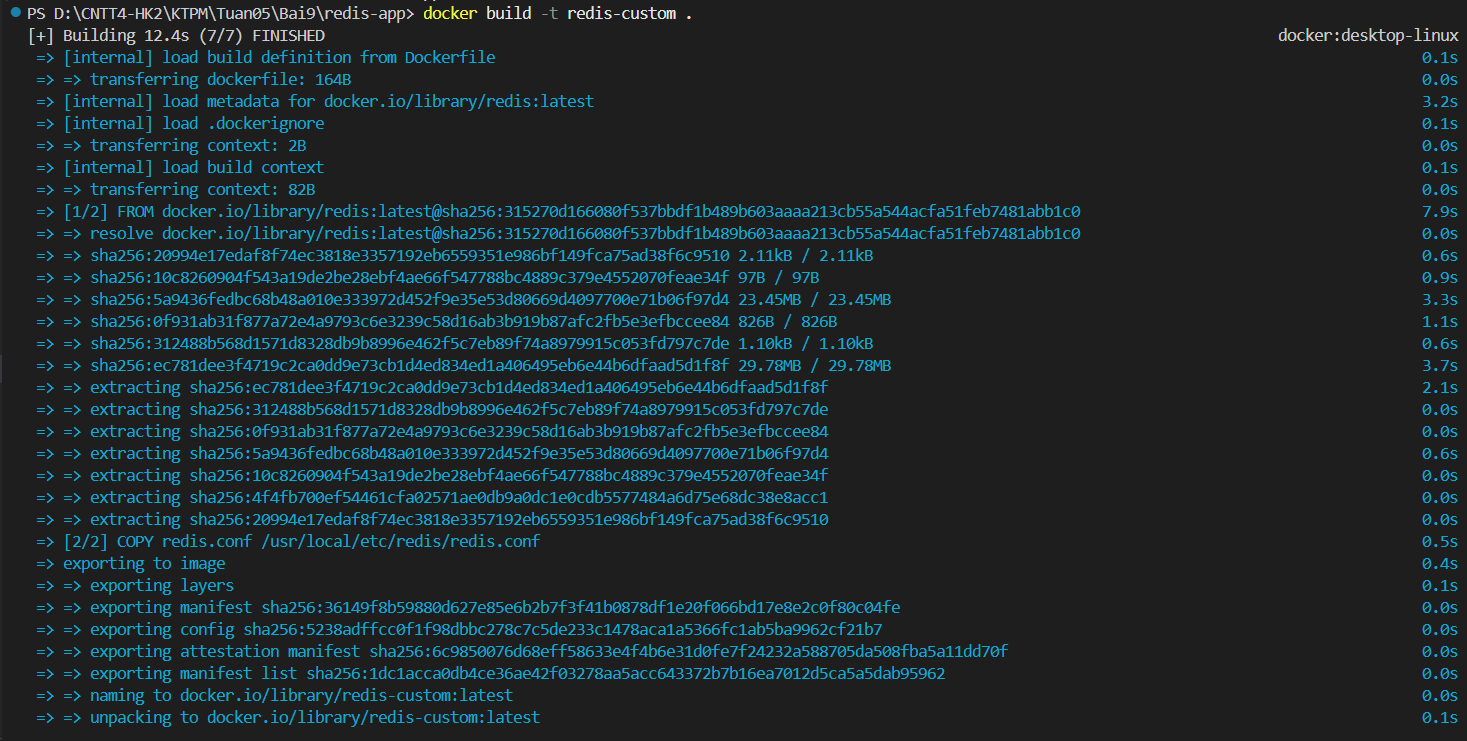 PS D:\CNTT4-HK2\KTPM\Tuan05\Bai9\redis-app> docker build -t redis-custom .
[+] Building 12.4s (7/7) FINISHED docker:desktop-linux
=> [internal] load build definition from Dockerfile 0.1s
=> => transferring dockerfile: 164B 0.0s
=> [internal] load metadata for docker.io/library/redis:latest 3.2s
=> [internal] load .dockerignore 0.1s
=> => transferring context: 2B 0.0s
=> [internal] load build context 0.1s
=> => transferring context: 82B 0.0s
=> [1/2] FROM docker.io/library/redis:latest@sha256:315270d166080f537bbdf1b489b603aaaa213cb55a544acfa51feb7481abb1c0 7.9s
=> => resolve docker.io/library/redis:latest@sha256:315270d166080f537bbdf1b489b603aaaa213cb55a544acfa51feb7481abb1c0 0.0s
=> => sha256:20994e17edaf8f74ec3818e3357192eb6559351e986bf149fca75ad38f6c9510 2.11kB / 2.11kB 0.6s
=> => sha256:10c8260904f543a19de2be28ebf4ae66f547788bc4889c379e4552070feae34f 97B / 97B 0.9s
=> => sha256:5a9436fedbc68b48a010e333972d452f9e35e53d80669d4097700e71b06f97d4 23.45MB / 23.45MB 3.3s
=> => sha256:0f931ab31f877a72e4a9793c6e3239c58d16ab3b919b87afc2fb5e3efbccee84 826B / 826B 1.1s
=> => sha256:312488b568d1571d8328db9b8996e462f5c7eb89f74a8979915c053fd797c7de 1.10kB / 1.10kB 0.6s
=> => sha256:ec781dee3f4719c2ca0dd9e73cb1d4ed834ed1a406495eb6e44b6dfaad5d1f8f 29.78MB / 29.78MB 3.7s
=> => extracting sha256:ec781dee3f4719c2ca0dd9e73cb1d4ed834ed1a406495eb6e44b6dfaad5d1f8f 2.1s
=> => extracting sha256:312488b568d1571d8328db9b8996e462f5c7eb89f74a8979915c053fd797c7de 0.0s
=> => extracting sha256:0f931ab31f877a72e4a9793c6e3239c58d16ab3b919b87afc2fb5e3efbccee84 0.0s
=> => extracting sha256:5a9436fedbc68b48a010e333972d452f9e35e53d80669d4097700e71b06f97d4 0.6s
=> => extracting sha256:10c8260904f543a19de2be28ebf4ae66f547788bc4889c379e4552070feae34f 0.0s
=> => extracting sha256:4f4fb700ef54461cfa02571ae0db9a0dc1e0cdb5577484a6d75e68dc38e8acc1 0.0s
=> => extracting sha256:20994e17edaf8f74ec3818e3357192eb6559351e986bf149fca75ad38f6c9510 0.0s
=> [2/2] COPY redis.conf /usr/local/etc/redis/redis.conf 0.5s
=> exporting to image 0.4s
=> => exporting layers 0.1s
=> => exporting manifest sha256:36149f8b59880d627e85e6b2b7f3f41b0878df1e20f066bd17e8e2c0f80c04fe 0.0s
=> => exporting config sha256:5238adffcc0f1f98dbbc278c7c5de233c1478aca1a5366fc1ab5ba9962cf21b7 0.0s
=> => exporting attestation manifest sha256:6c9850076d68eff58633e4f4b6e31d0fe7f24232a588705da508fba5a11dd70f 0.0s
=> => exporting manifest list sha256:1dc1acca0db4ce36ae42f03278aa5acc643372b7b16ea7012d5ca5a5dab95962 0.0s
=> => naming to docker.io/library/redis-custom:latest 0.0s
=> => unpacking to docker.io/library/redis-custom:latest 0.1s